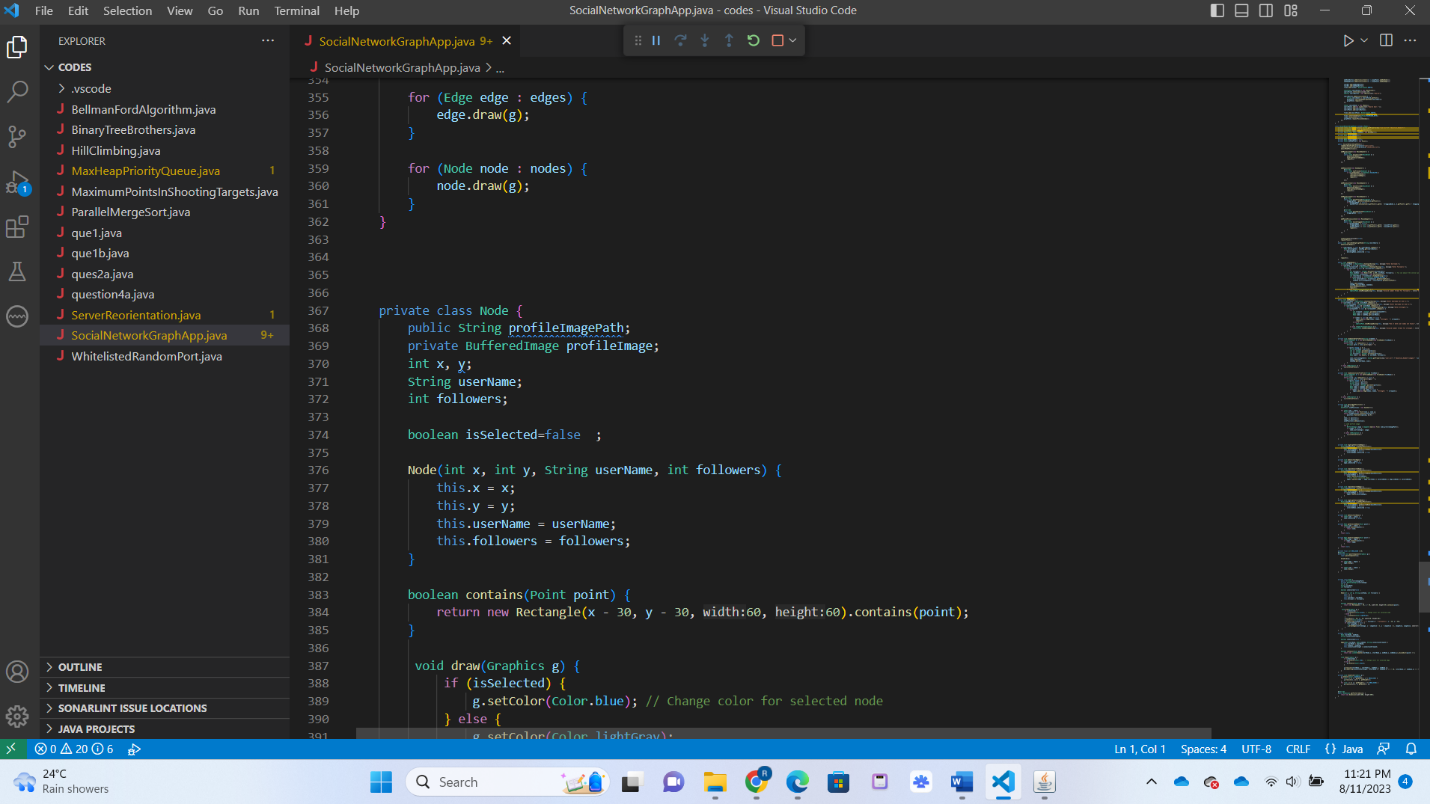 File Edit Selection View Go Run Terminal Help
SocialNetworkGraphApp.java - codes - Visual Studio Code
EXPLORER
CODES
.vscode
BellmanFordAlgorithm.java
BinaryTreeBrothers.java
HillClimbing.java
MaxHeapPriorityQueue.java 1
MaximumPointsInShootingTargets.java
ParallelMergeSort.java
que1.java
que1b.java
ques2a.java
question4a.java
ServerReorientation.java 1
SocialNetworkGraphApp.java 9+
WhitelistedRandomPort.java
OUTLINE
TIMELINE
SONARLINT ISSUE LOCATIONS
JAVA PROJECTS
1
SocialNetworkGraphApp.java 9+
SocialNetworkGraphApp.java > ...
354
355 for (Edge edge : edges) {
356 edge.draw(g);
357 }
358
359 for (Node node : nodes) {
360 node.draw(g);
361 }
362 }
363
364
365
366
367 private class Node {
368 public String profileImagePath;
369 private BufferedImage profileImage;
370 int x, y;
371 String userName;
372 int followers;
373
374 boolean isSelected=false ;
375
376 Node(int x, int y, String userName, int followers) {
377 this.x = x;
378 this.y = y;
379 this.userName = userName;
380 this.followers = followers;
381 }
382
383 boolean contains(Point point) {
384 return new Rectangle(x - 30, y - 30, width:60, height:60).contains(point);
385 }
386
387 void draw(Graphics g) {
388 if (isSelected) {
389 g.setColor(Color.blue); // Change color for selected node
390 } else {
391 g.setColor(Color.lightGray);
0 20 6
Ln 1, Col 1 Spaces: 4 UTF-8 CRLF {} Java
24°C
Rain showers
Search
R
11:21 PM
8/11/2023
4